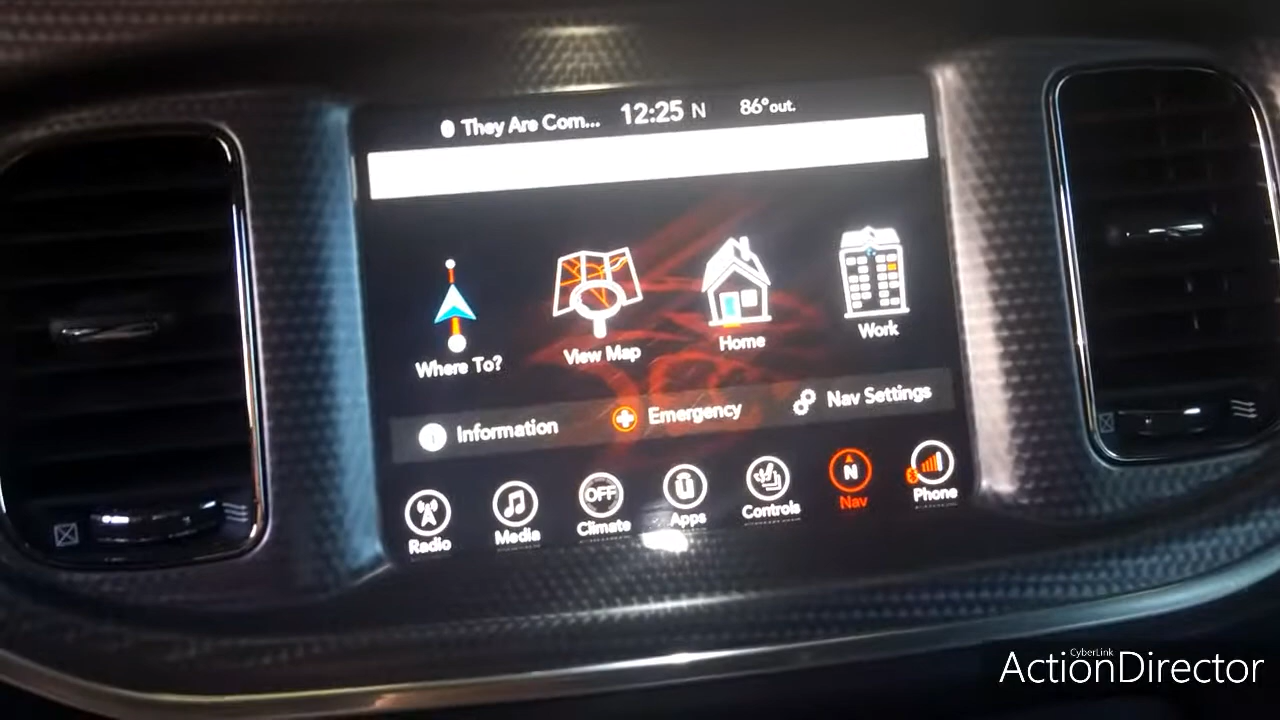 They Are Com... 12:25 N 86° out.
Where To? View Map Home Work
Information Emergency Nav Settings
OFF N
Radio Media Climate Apps Controls Nav Phone
CyberLink
ActionDirector